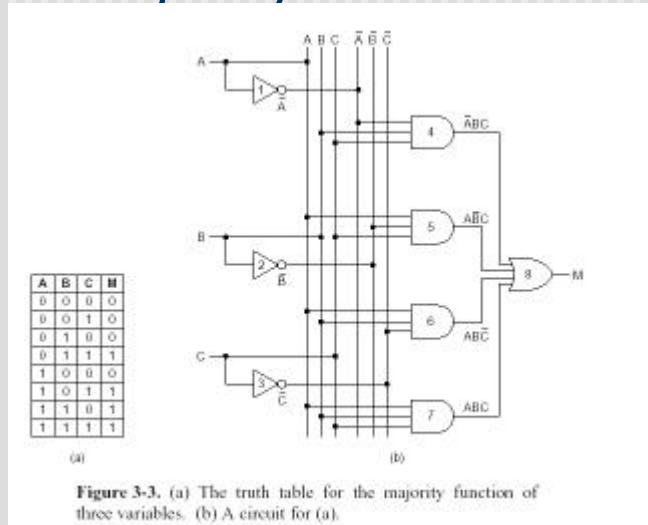 A B C A̅ B̅ C̅
A
1
A̅
A̅BC
4
B
5
AB̅C
2
B̅
8
M
6
ABC̅
C
3
C̅
7
ABC
A B C M
0 0 0 0
0 0 1 0
0 1 0 0
0 1 1 1
1 0 0 0
1 0 1 1
1 1 0 1
1 1 1 1
(a)
(b)
Figure 3-3. (a) The truth table for the majority function of
three variables. (b) A circuit for (a).